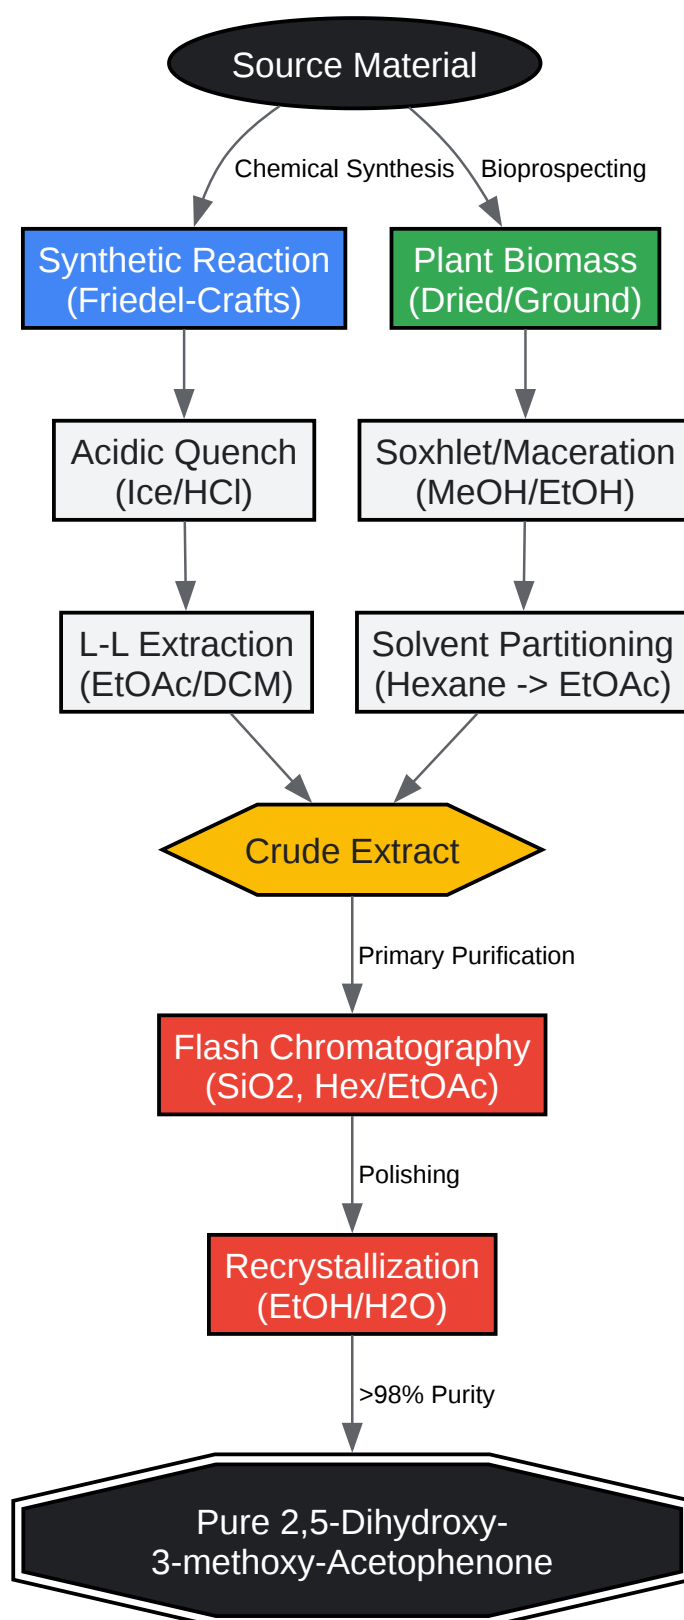 Source Material
Chemical Synthesis
Bioprospecting
Synthetic Reaction
(Friedel-Crafts)
Plant Biomass
(Dried/Ground)
Acidic Quench
(Ice/HCl)
Soxhlet/Maceration
(MeOH/EtOH)
L-L Extraction
(EtOAc/DCM)
Solvent Partitioning
(Hexane -> EtOAc)
Crude Extract
Primary Purification
Flash Chromatography
(SiO2, Hex/EtOAc)
Polishing
Recrystallization
(EtOH/H2O)
>98% Purity
Pure 2,5-Dihydroxy-
3-methoxy-Acetophenone